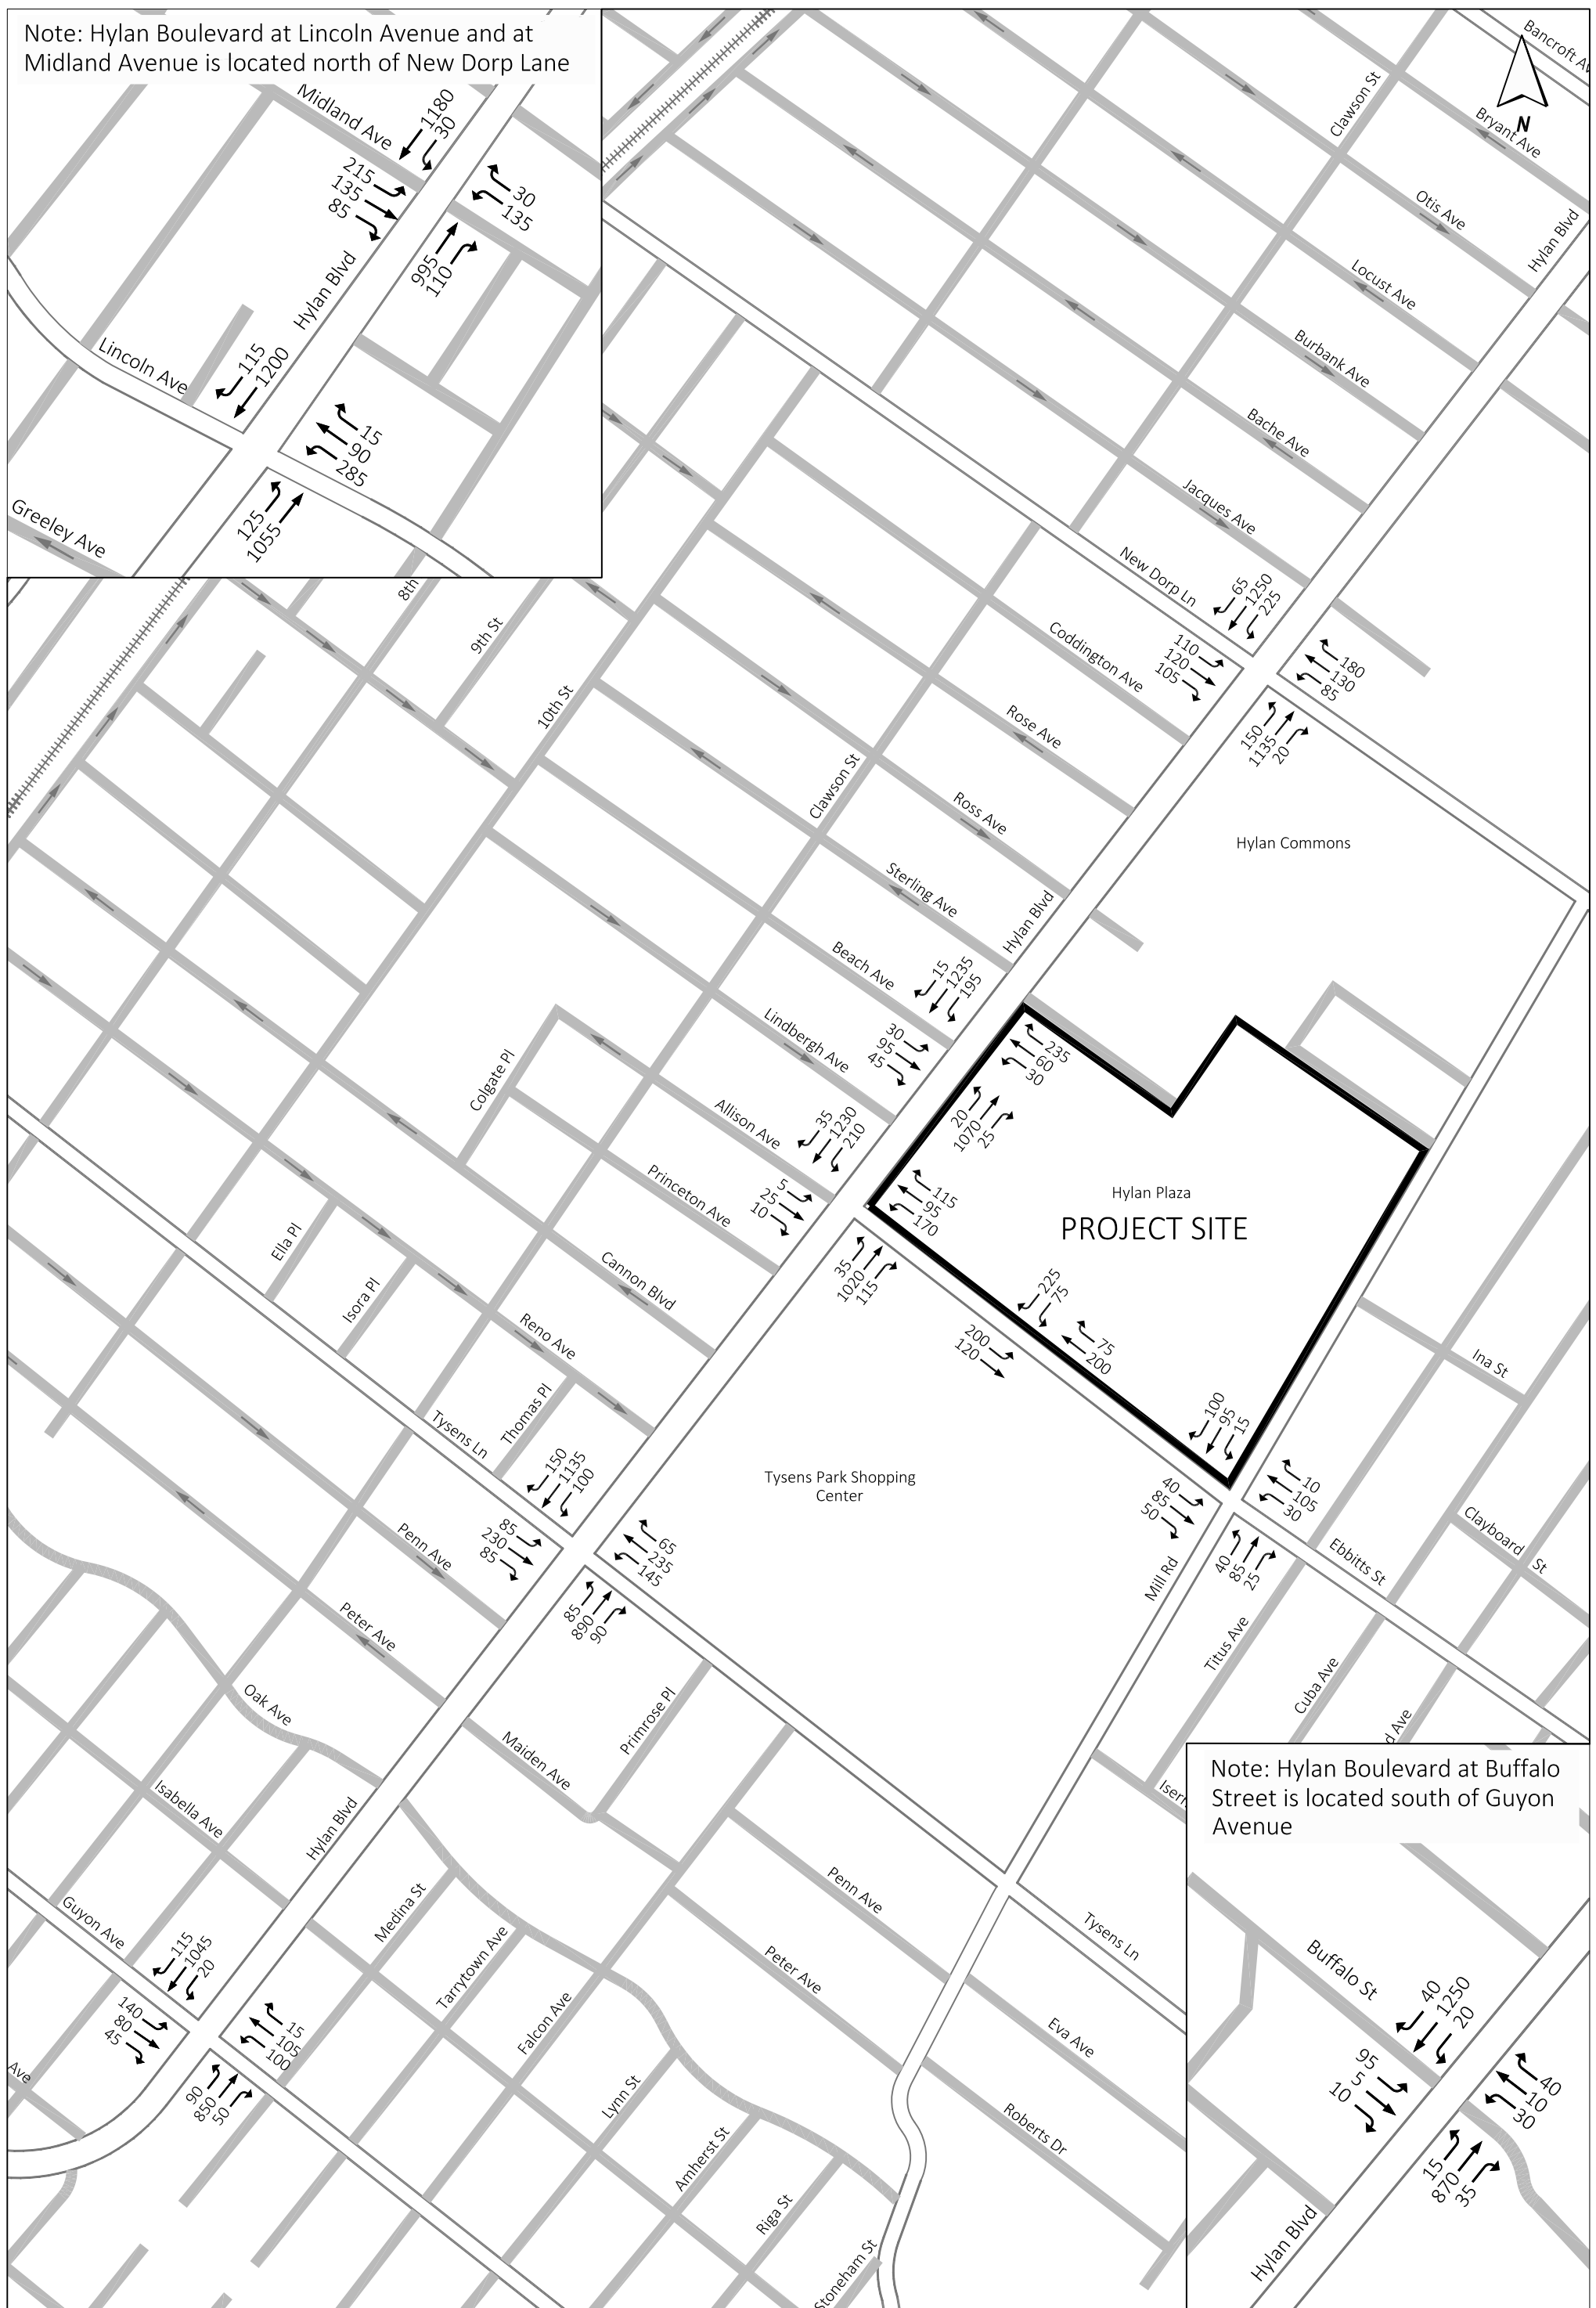 Note: Hylan Boulevard at Lincoln Avenue and at
Midland Avenue is located north of New Dorp Lane
Midland Ave
1180
30
215
135
85
30
135
995
110
Hylan Blvd
Lincoln Ave
115
1200
15
90
285
125
1055
Greeley Ave
Bancroft Av
N
Clawson St
Bryant Ave
Otis Ave
Hylan Blvd
Locust Ave
Burbank Ave
Bache Ave
Jacques Ave
New Dorp Ln
65
1250
225
110
120
105
180
130
85
150
1135
20
8th
9th St
10th St
Coddington Ave
Rose Ave
Clawson St
Ross Ave
Hylan Commons
Sterling Ave
Hylan Blvd
Beach Ave
15
1235
195
30
95
45
235
60
30
20
1070
25
Lindbergh Ave
Colgate Pl
Allison Ave
35
1230
210
5
25
10
115
95
170
35
1020
115
Hylan Plaza
PROJECT SITE
Princeton Ave
Ella Pl
Isora Pl
Cannon Blvd
Reno Ave
225
75
200
120
75
200
Ina St
Thomas Pl
Tysens Ln
150
1135
100
85
230
85
65
235
145
85
890
90
Tysens Park Shopping
Center
100
95
15
40
85
50
10
105
30
40
85
25
Ebbitts St
Clayboard St
Mill Rd
Titus Ave
Cuba Ave
d Ave
Penn Ave
Peter Ave
Oak Ave
Maiden Ave
Primrose Pl
Isabella Ave
Hylan Blvd
Guyon Ave
115
1045
20
140
80
45
15
105
100
90
850
50
Ave
Medina St
Tarrytown Ave
Falcon Ave
Lynn St
Amherst St
Riga St
Stoneham St
Penn Ave
Peter Ave
Tysens Ln
Eva Ave
Roberts Dr
Note: Hylan Boulevard at Buffalo
Street is located south of Guyon
Avenue
Buffalo St
40
1250
20
95
5
10
40
10
30
15
870
35
Hylan Blvd